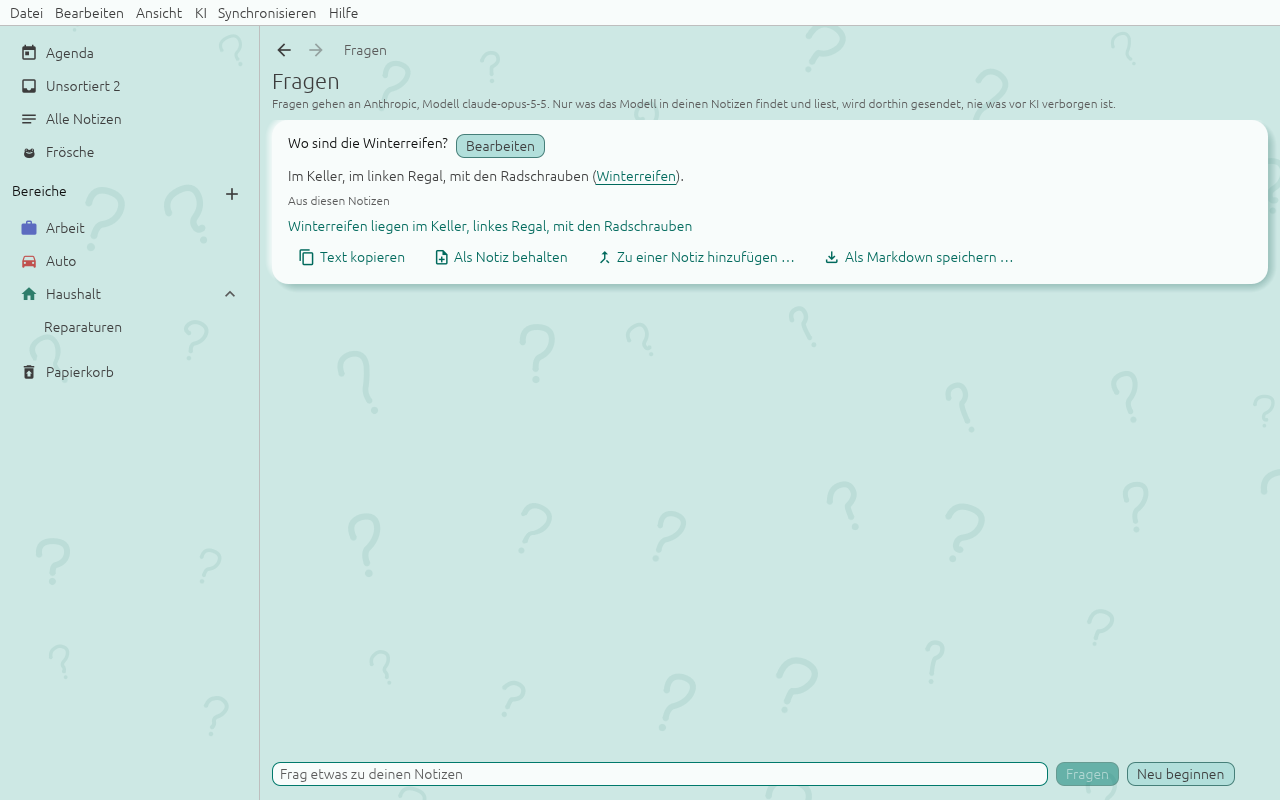 Datei Bearbeiten Ansicht KI Synchronisieren Hilfe
Agenda
Unsortiert 2
Alle Notizen
Frösche
Bereiche
Arbeit
Auto
Haushalt
Reparaturen
Papierkorb
Fragen
Fragen
Fragen gehen an Anthropic, Modell claude-opus-5-5. Nur was das Modell in deinen Notizen findet und liest, wird dorthin gesendet, nie was vor KI verborgen ist.
Wo sind die Winterreifen? Bearbeiten
Im Keller, im linken Regal, mit den Radschrauben (Winterreifen).
Aus diesen Notizen
Winterreifen liegen im Keller, linkes Regal, mit den Radschrauben
Text kopieren Als Notiz behalten Zu einer Notiz hinzufügen … Als Markdown speichern …
Frag etwas zu deinen Notizen Fragen Neu beginnen